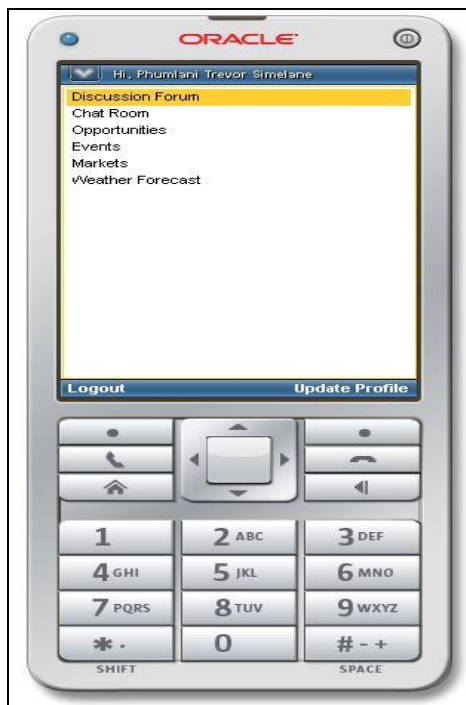 ORACLE
Hi, Phumlani Trevor Simelane
Discussion Forum
Chat Room
Opportunities
Events
Markets
Weather Forecast
Logout Update Profile
1 2 ABC 3 DEF
4 GHI 5 JKL 6 MNO
7 PQRS 8 TUV 9 WXYZ
* . 0 # - +
SHIFT SPACE